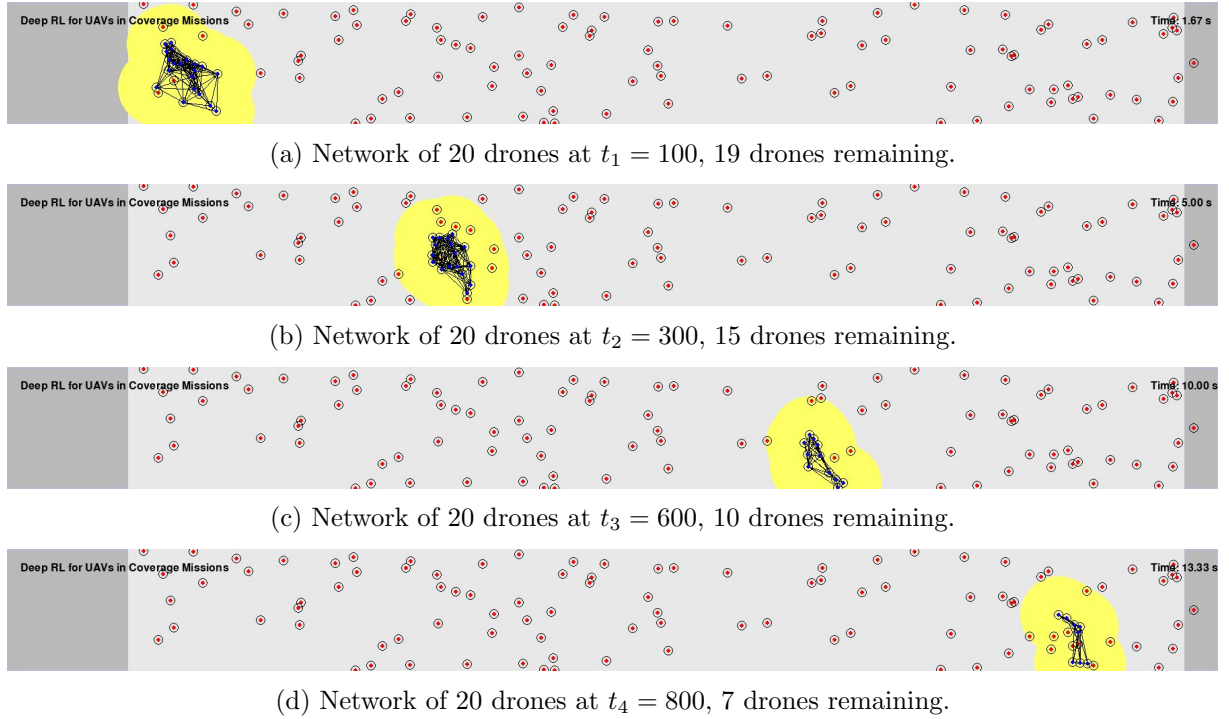 Deep RL for UAVs in Coverage Missions
Time: 1.67 s
(a) Network of 20 drones at t₁ = 100, 19 drones remaining.
Deep RL for UAVs in Coverage Missions
Time: 5.00 s
(b) Network of 20 drones at t₂ = 300, 15 drones remaining.
Deep RL for UAVs in Coverage Missions
Time: 10.00 s
(c) Network of 20 drones at t₃ = 600, 10 drones remaining.
Deep RL for UAVs in Coverage Missions
Time: 13.33 s
(d) Network of 20 drones at t₄ = 800, 7 drones remaining.